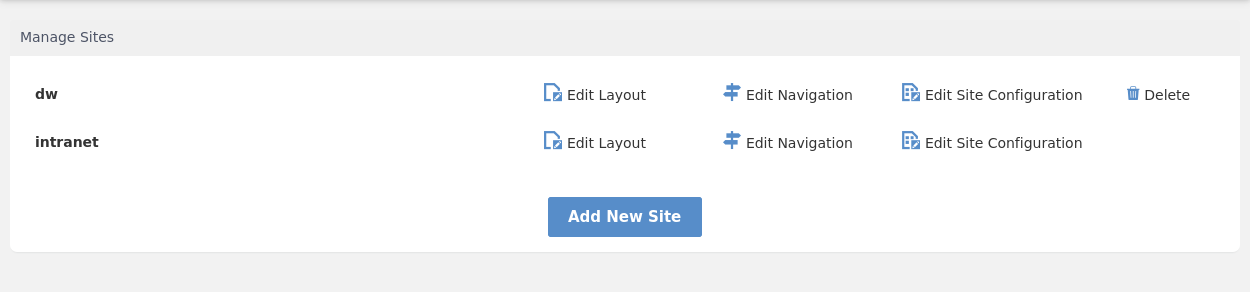 Manage Sites
dw Edit Layout Edit Navigation Edit Site Configuration Delete
intranet Edit Layout Edit Navigation Edit Site Configuration
Add New Site